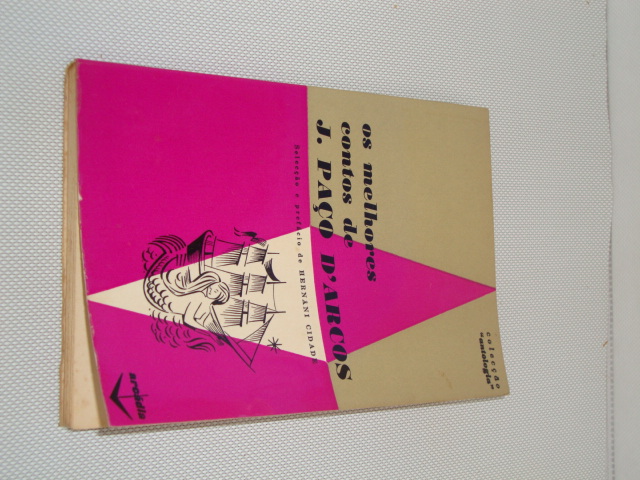 colecção
"antologia"
os melhores
contos de
J. PAÇO D'ARCOS
Selecção e prefácio de HERNÂNI CIDADE
arcádia